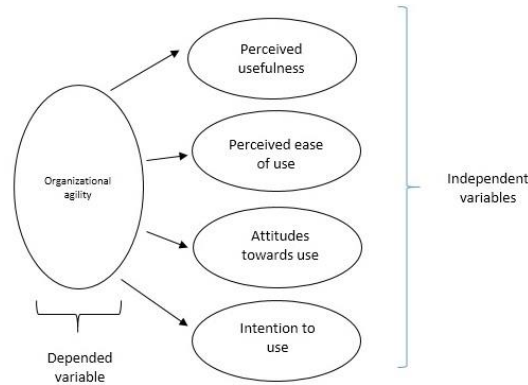 Perceived
usefulness
Perceived ease
of use
Organizational
agility
Independent
variables
Attitudes
towards use
Intention to
use
Depended
variable